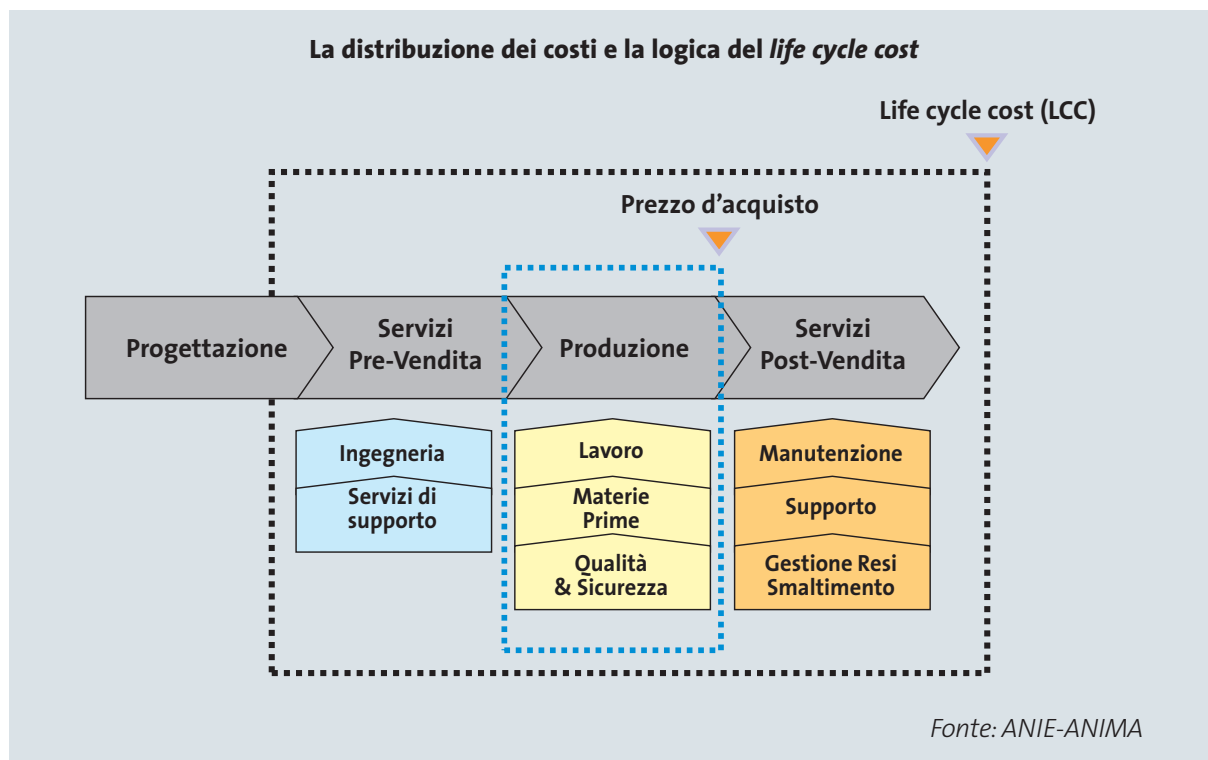 La distribuzione dei costi e la logica del life cycle cost
Life cycle cost (LCC)
Prezzo d'acquisto
Progettazione
Servizi
Pre-Vendita
Produzione
Servizi
Post-Vendita
Ingegneria
Servizi di
supporto
Lavoro
Materie
Prime
Qualità
& Sicurezza
Manutenzione
Supporto
Gestione Resi
Smaltimento
Fonte: ANIE-ANIMA